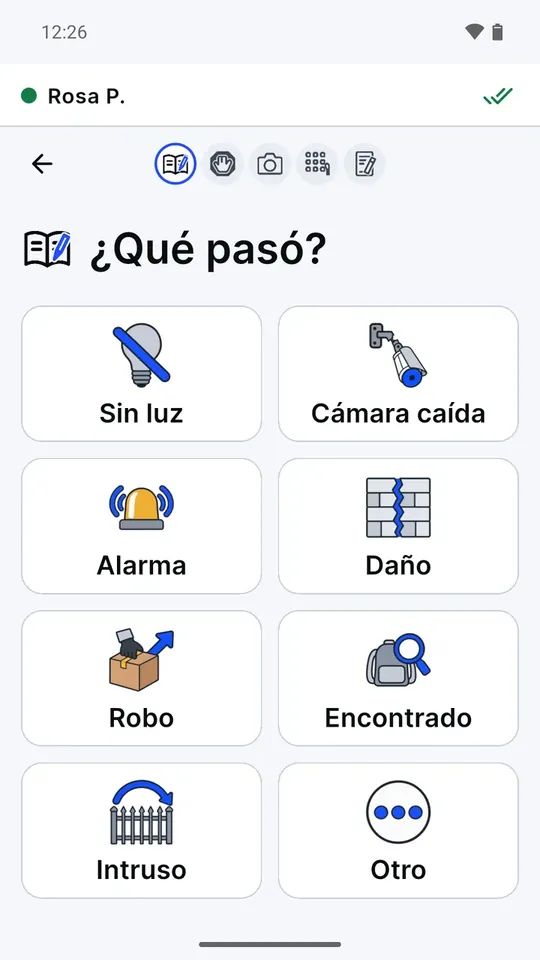 12:26
Rosa P.
¿Qué pasó?
Sin luz
Cámara caída
Alarma
Daño
Robo
Encontrado
Intruso
Otro